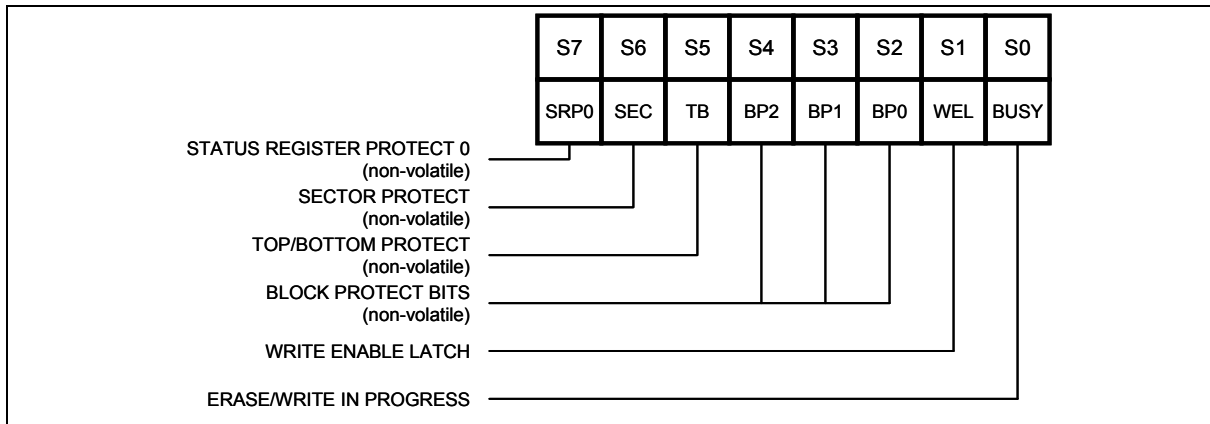 S7 S6 S5 S4 S3 S2 S1 S0
SRP0 SEC TB BP2 BP1 BP0 WEL BUSY
STATUS REGISTER PROTECT 0
(non-volatile)
SECTOR PROTECT
(non-volatile)
TOP/BOTTOM PROTECT
(non-volatile)
BLOCK PROTECT BITS
(non-volatile)
WRITE ENABLE LATCH
ERASE/WRITE IN PROGRESS